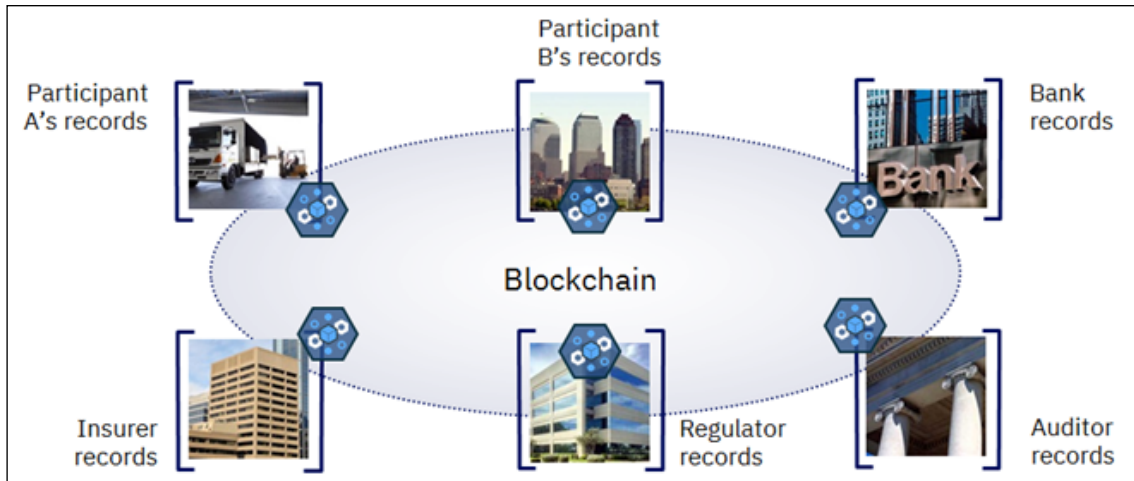 Participant
A's records
Participant
B's records
Bank
records
Bank
Blockchain
Insurer
records
Regulator
records
Auditor
records